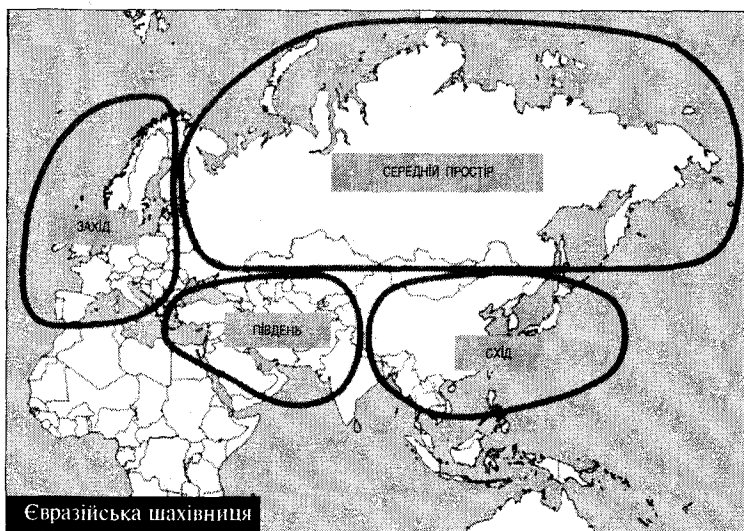 СЕРЕДНІЙ ПРОСТІР
ЗАХІД
ПІВДЕНЬ
СХІД
Євразійська шахівниця